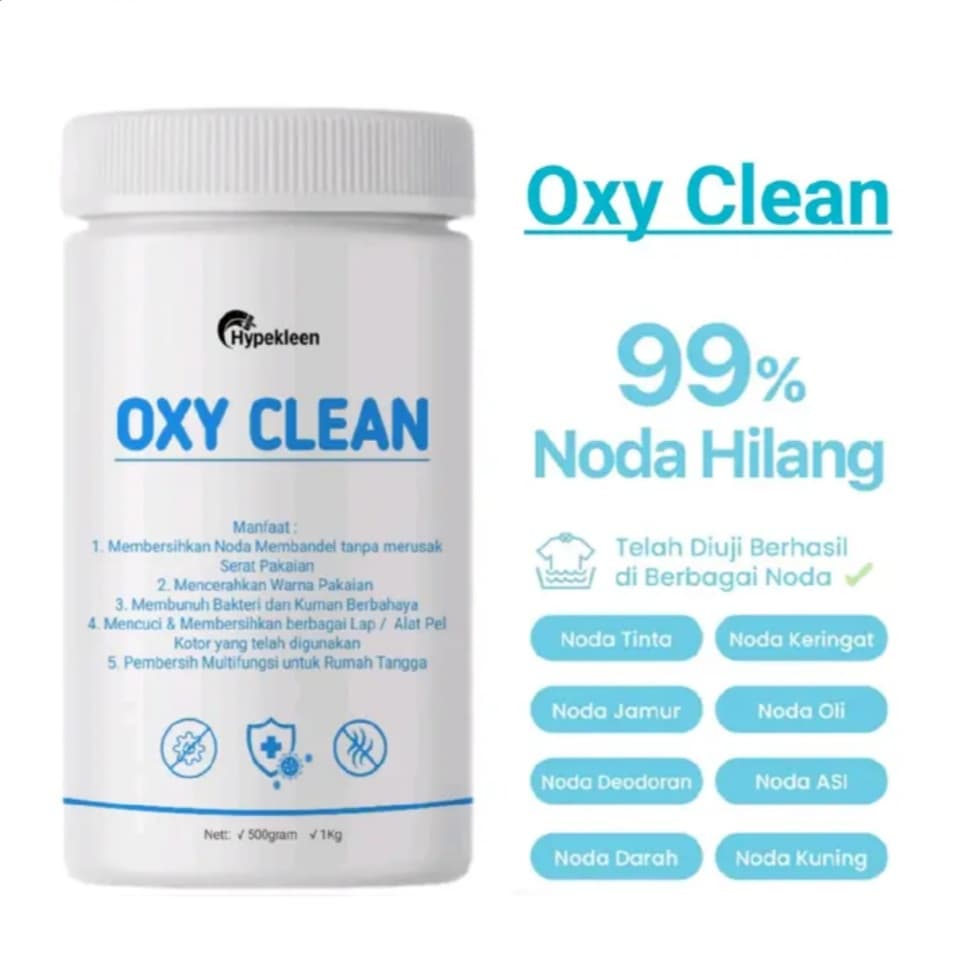 Hypekleen
OXY CLEAN
Manfaat :
1. Membersihkan Noda Membandel tanpa merusak
Serat Pakaian
2. Mencerahkan Warna Pakaian
3. Membunuh Bakteri dan Kuman Berbahaya
4. Mencuci & Membersihkan berbagai Lap / Alat Pel
Kotor yang telah digunakan
5. Pembersih Multifungsi untuk Rumah Tangga
Nett: √ 500gram √ 1Kg
Oxy Clean
99%
Noda Hilang
Telah Diuji Berhasil
di Berbagai Noda ✓
Noda Tinta
Noda Keringat
Noda Jamur
Noda Oli
Noda Deodoran
Noda ASI
Noda Darah
Noda Kuning